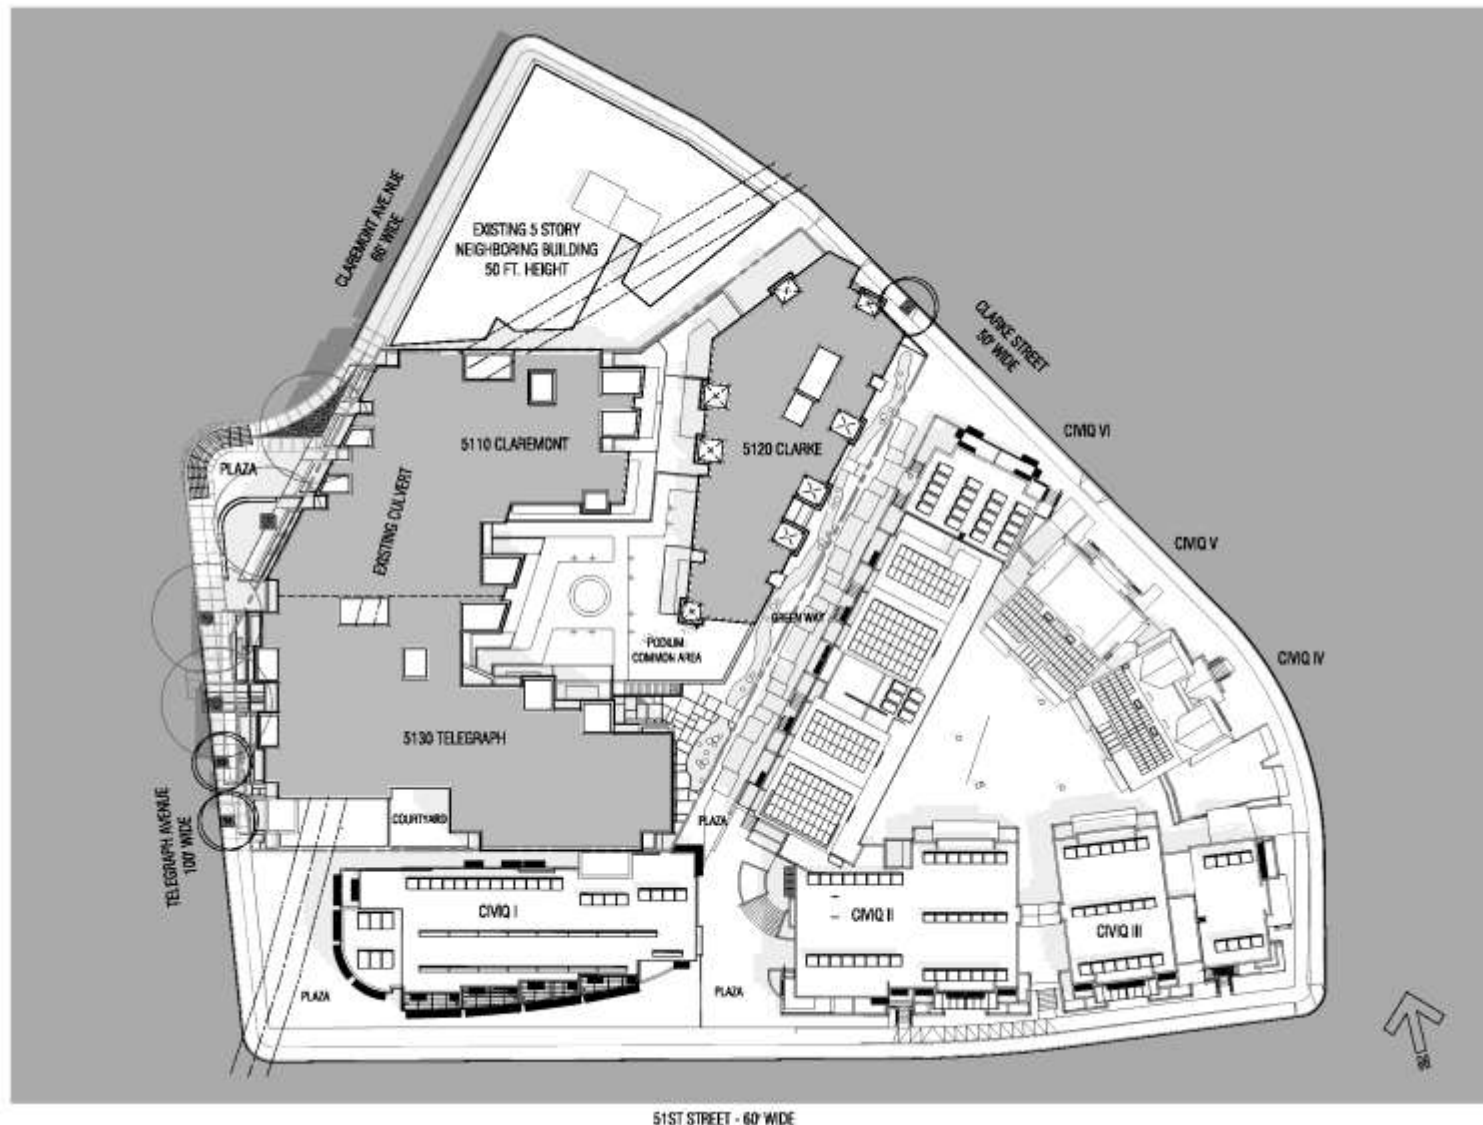 CLAREMONT AVENUE
66' WIDE
EXISTING 5 STORY
NEIGHBORING BUILDING
50 FT. HEIGHT
CLARKE STREET
50' WIDE
CIVIQ VI
5110 CLAREMONT
5120 CLARKE
PLAZA
EXISTING CULVERT
CIVIQ V
GREEN WAY
PODIUM
COMMON AREA
CIVIQ IV
5130 TELEGRAPH
TELEGRAPH AVENUE
100' WIDE
COURTYARD
PLAZA
CIVIQ I
CIVIQ II
CIVIQ III
PLAZA
PLAZA
51ST STREET - 60' WIDE